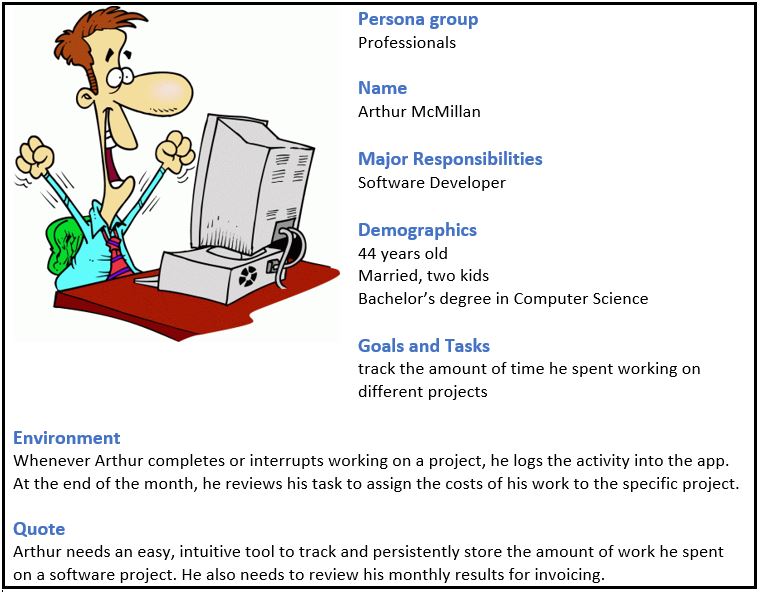 Persona group
Professionals
Name
Arthur McMillan
Major Responsibilities
Software Developer
Demographics
44 years old
Married, two kids
Bachelor’s degree in Computer Science
Goals and Tasks
track the amount of time he spent working on
different projects
Environment
Whenever Arthur completes or interrupts working on a project, he logs the activity into the app.
At the end of the month, he reviews his task to assign the costs of his work to the specific project.
Quote
Arthur needs an easy, intuitive tool to track and persistently store the amount of work he spent
on a software project. He also needs to review his monthly results for invoicing.